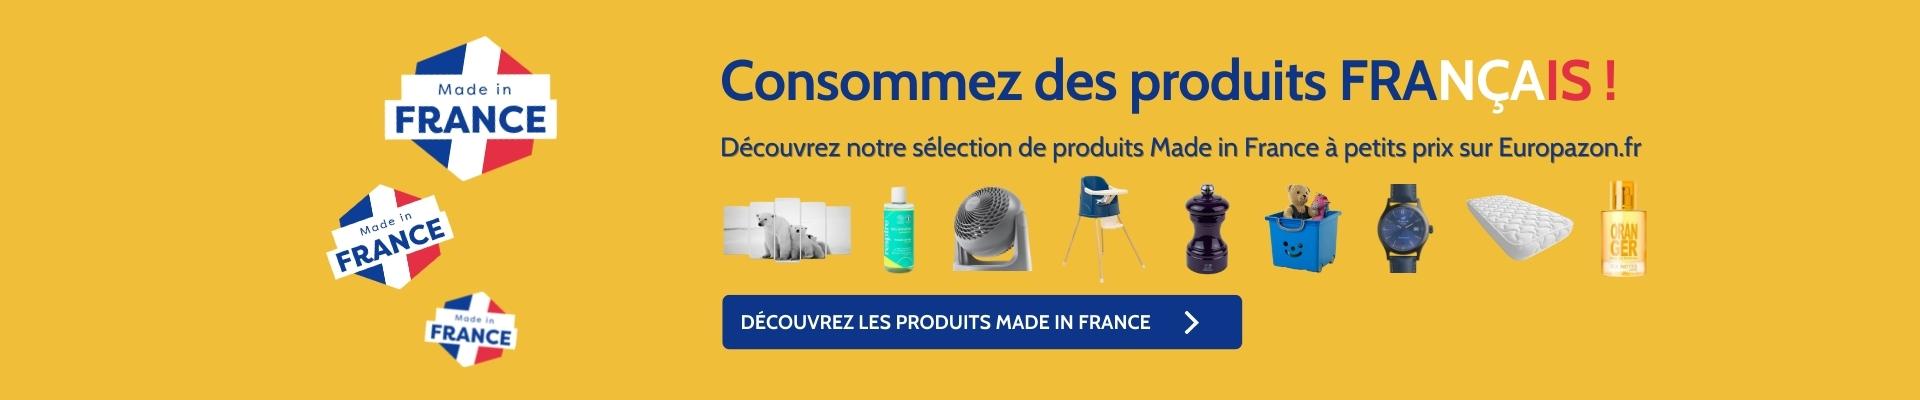 Made in
FRANCE
Made in
FRANCE
Made in
FRANCE
Consommez des produits FRANÇAIS !
Découvrez notre sélection de produits Made in France à petits prix sur Europazon.fr
ORAN
GER
DÉCOUVREZ LES PRODUITS MADE IN FRANCE